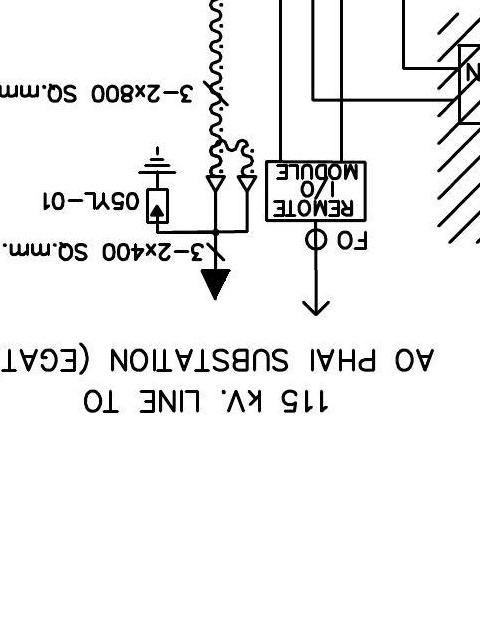 115 kV. LINE TO
AO PHAI SUBSTATION (EGAT
FO
3-2x400 SQ.mm.
REMOTE
I/O
MODULE
05YL-01
3-2x800 SQ.mm
N